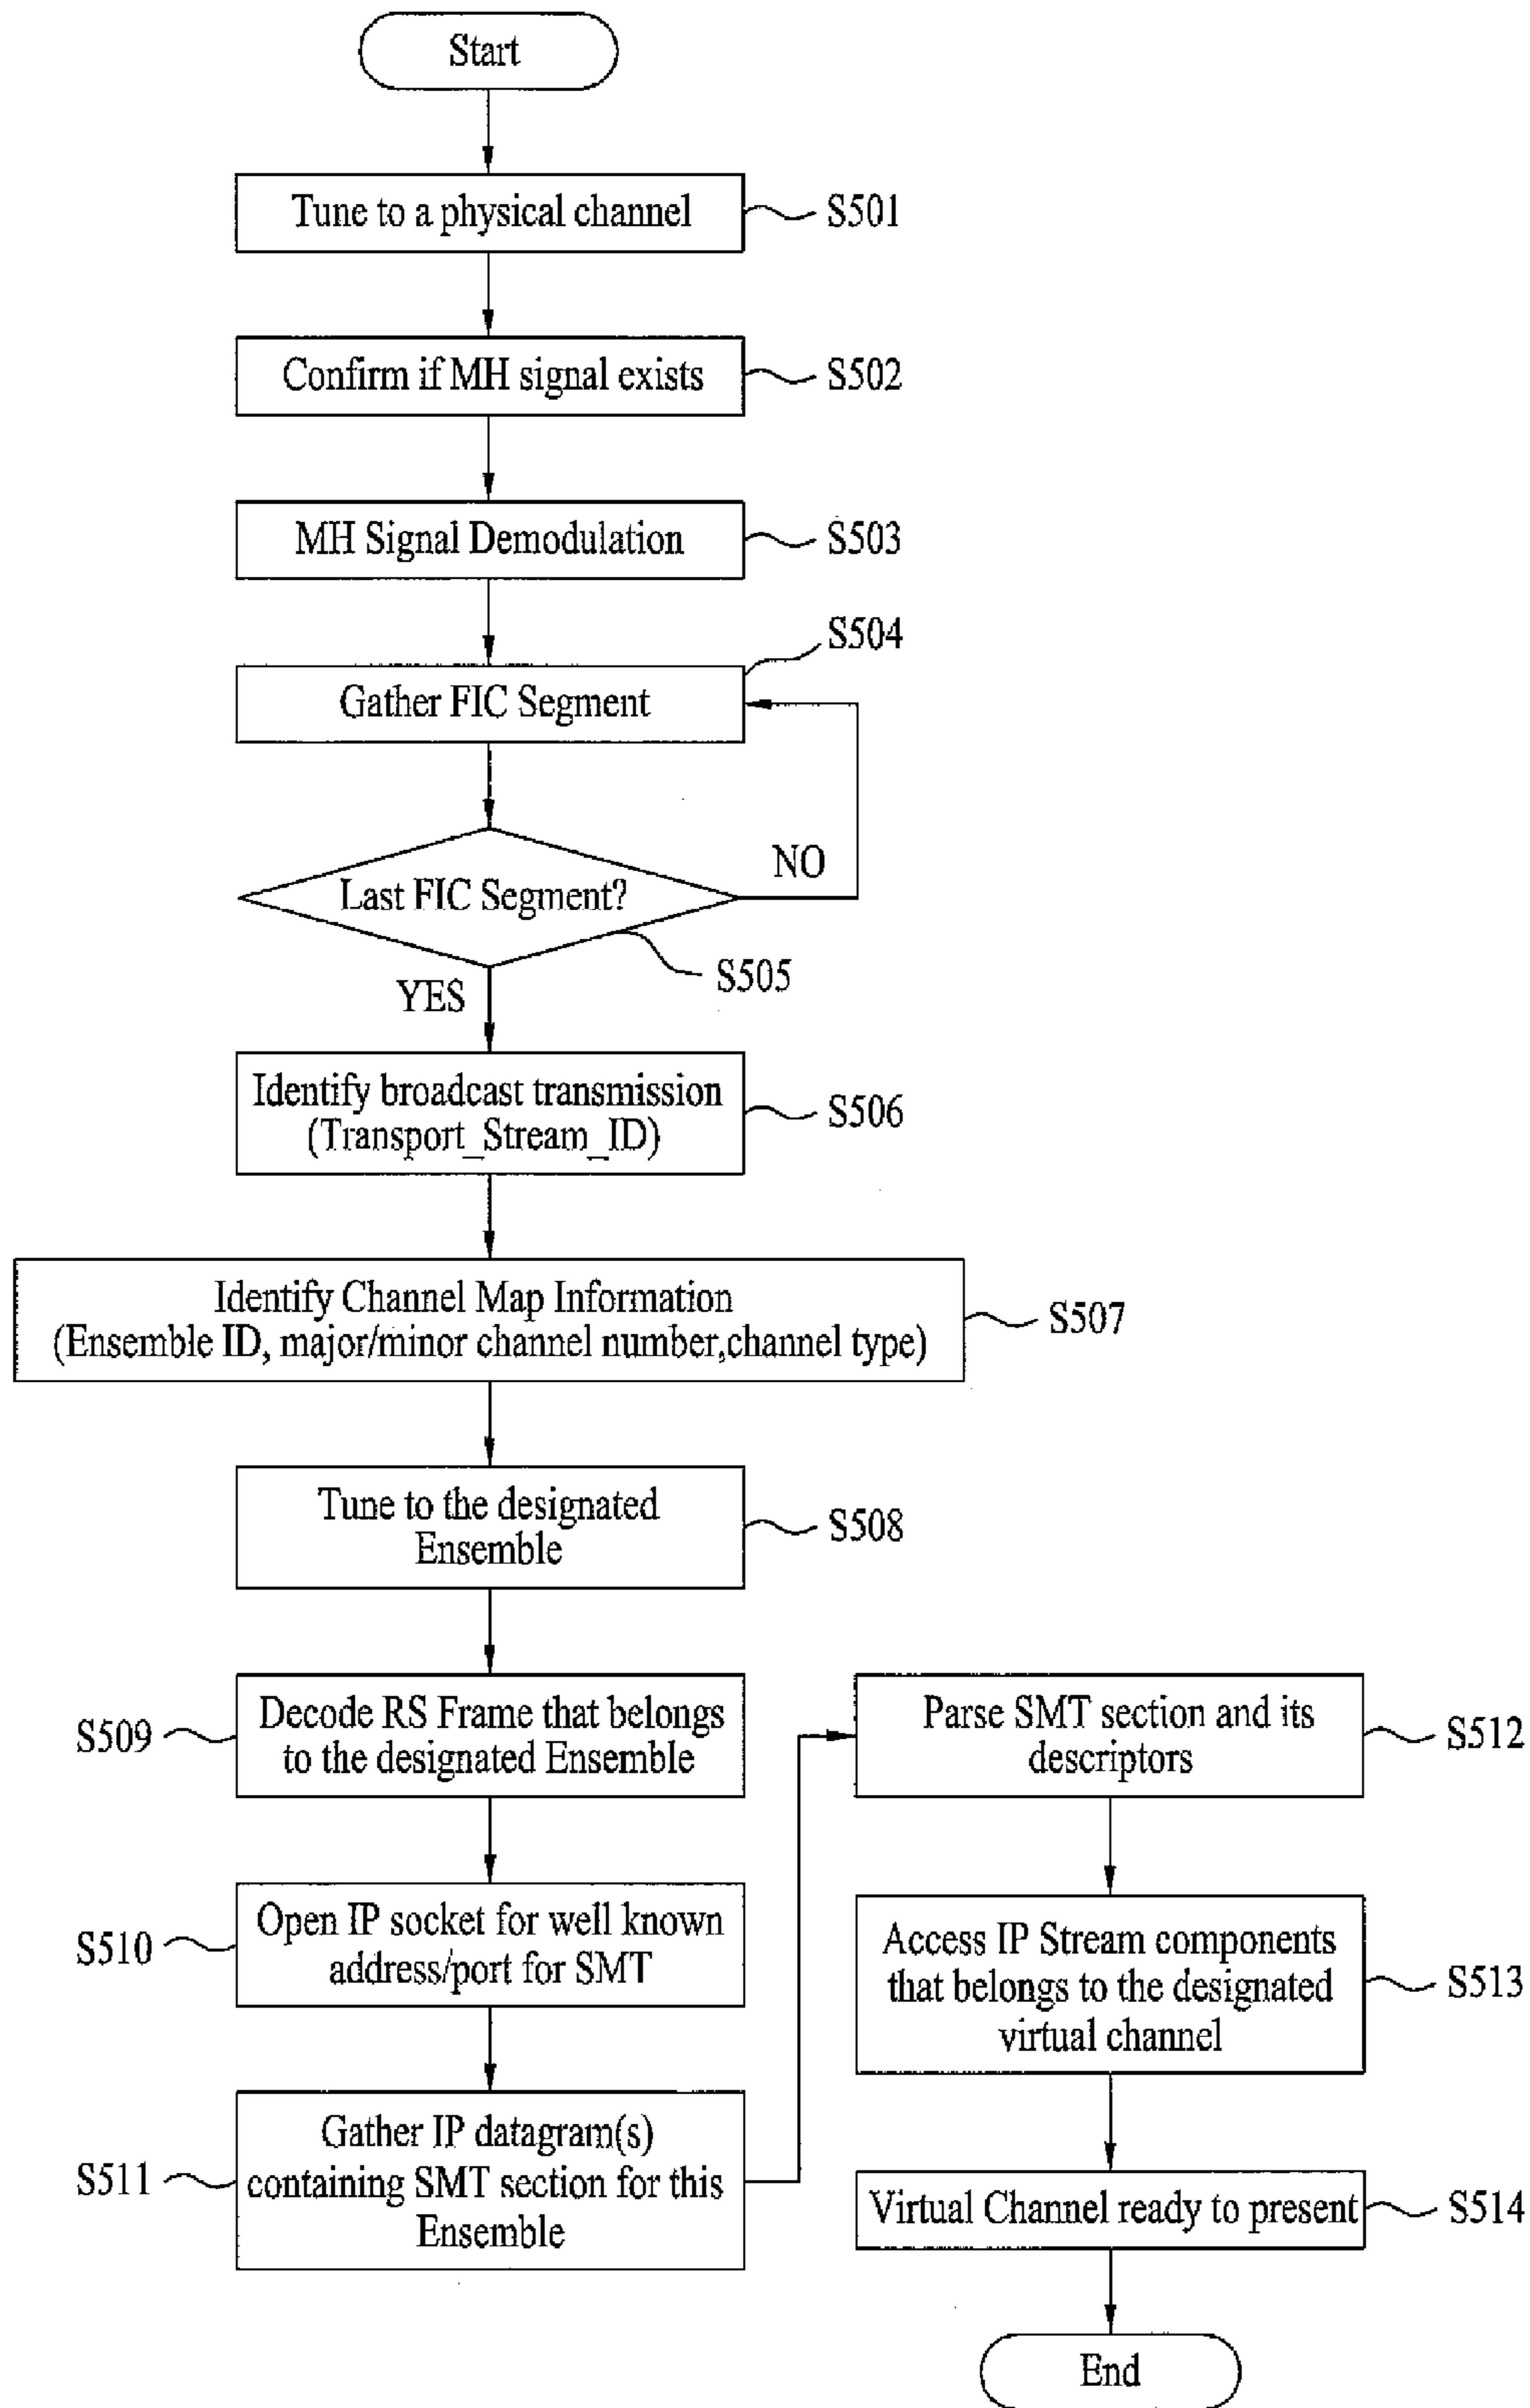 Start
Tune to a physical channel
S501
Confirm if MH signal exists
S502
MH Signal Demodulation
S503
S504
Gather FIC Segment
NO
Last FIC Segment?
S505
YES
Identify broadcast transmission
(Transport_Stream_ID)
S506
Identify Channel Map Information
(Ensemble ID, major/minor channel number,channel type)
S507
Tune to the designated
Ensemble
S508
S509
Decode RS Frame that belongs
to the designated Ensemble
S510
Open IP socket for well known
address/port for SMT
S511
Gather IP datagram(s)
containing SMT section for this
Ensemble
Parse SMT section and its
descriptors
S512
Access IP Stream components
that belongs to the designated
virtual channel
S513
Virtual Channel ready to present
S514
End